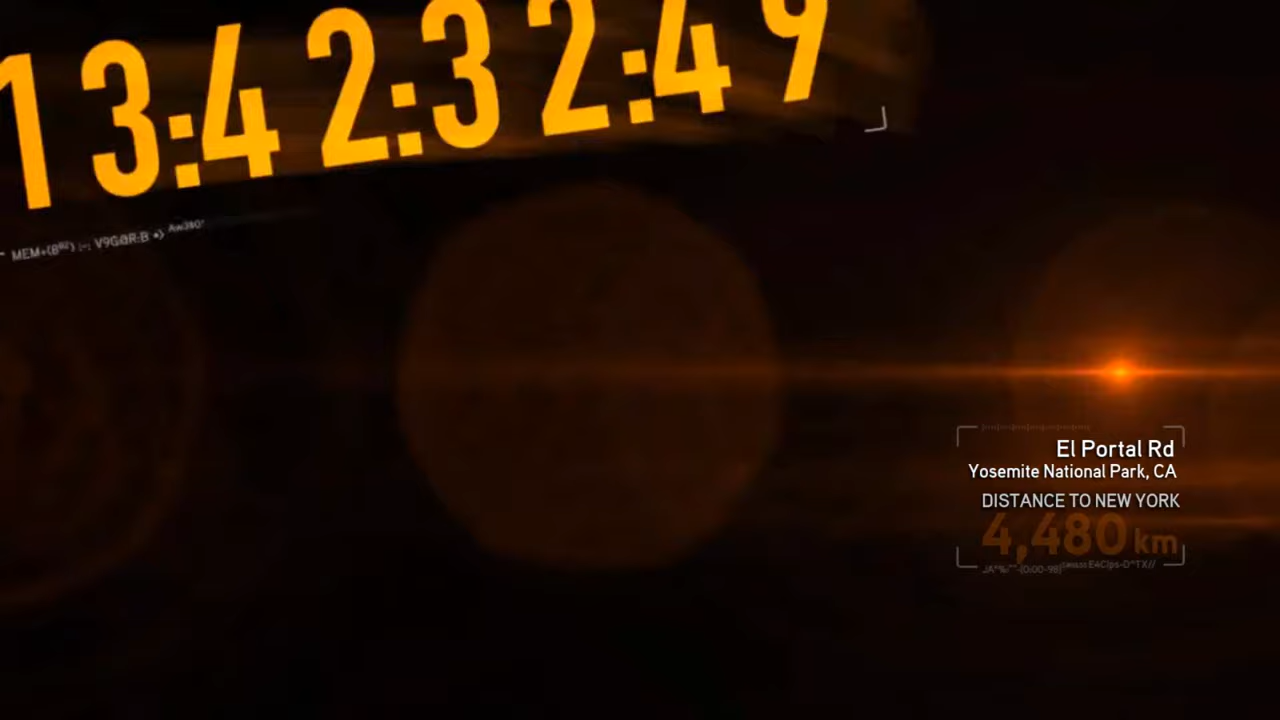 13:42:32:49
El Portal Rd
Yosemite National Park, CA
DISTANCE TO NEW YORK
4,480 km